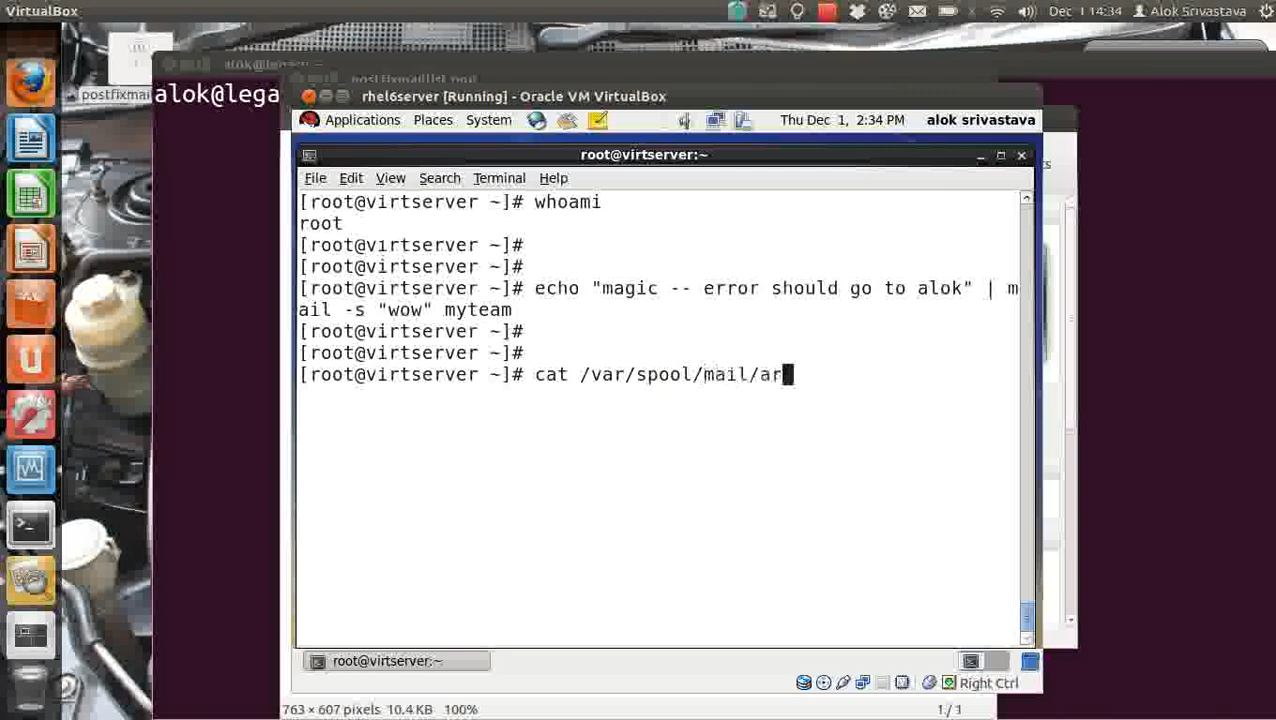 VirtualBox
Dec 1 14:34 Alok Srivastava
alok@legacy: ~
postfixmail
alok@lega
rhel6server [Running] - Oracle VM VirtualBox
Applications Places System Thu Dec 1, 2:34 PM alok srivastava
root@virtserver:~
File Edit View Search Terminal Help
[root@virtserver ~]# whoami
root
[root@virtserver ~]#
[root@virtserver ~]#
[root@virtserver ~]# echo "magic -- error should go to alok" | m
ail -s "wow" myteam
[root@virtserver ~]#
[root@virtserver ~]#
[root@virtserver ~]# cat /var/spool/mail/ar
root@virtserver:~
Right Ctrl
763 × 607 pixels 10.4 KB 100% 1 / 1